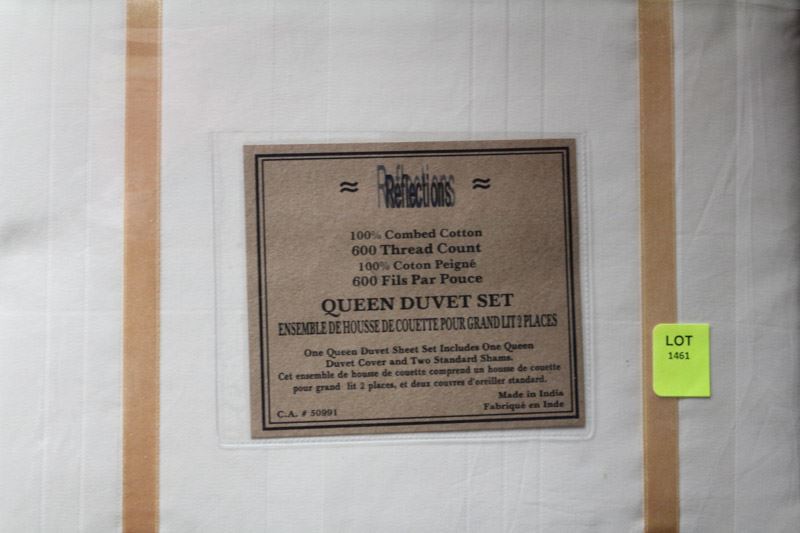 ≈ Reflections ≈
100% Combed Cotton
600 Thread Count
100% Coton Peigné
600 Fils Par Pouce
QUEEN DUVET SET
ENSEMBLE DE HOUSSE DE COUETTE POUR GRAND LIT 2 PLACES
One Queen Duvet Sheet Set Includes One Queen
Duvet Cover and Two Standard Shams.
Cet ensemble de housse de couette comprend un housse de couette
pour grand lit 2 places, et deux couvres d'oreiller standard.
Made in India
Fabriqué en Inde
C.A. # 50991
LOT
1461